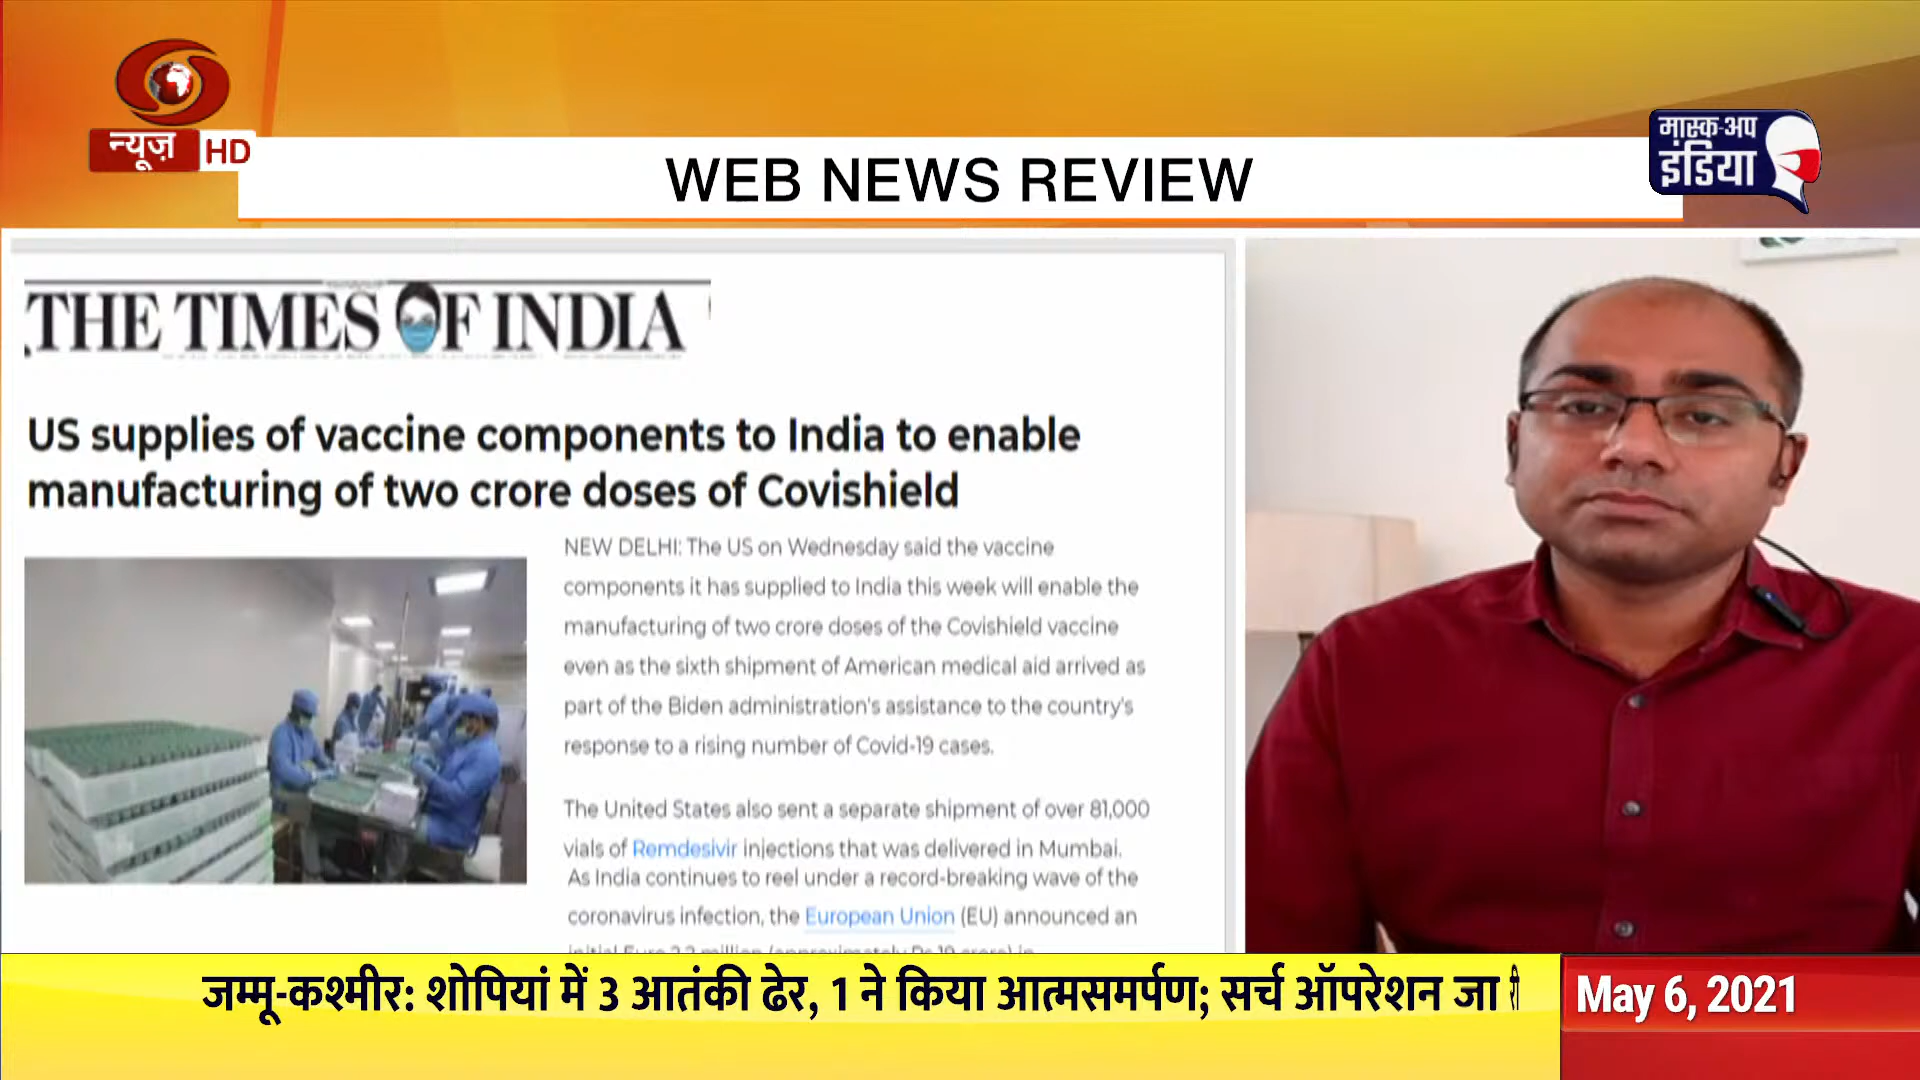 न्यूज़ HD
WEB NEWS REVIEW
मास्क-अप
इंडिया
THE TIMES OF INDIA
US supplies of vaccine components to India to enable
manufacturing of two crore doses of Covishield
NEW DELHI: The US on Wednesday said the vaccine
components it has supplied to India this week will enable the
manufacturing of two crore doses of the Covishield vaccine
even as the sixth shipment of American medical aid arrived as
part of the Biden administration's assistance to the country's
response to a rising number of Covid-19 cases.
The United States also sent a separate shipment of over 81,000
vials of Remdesivir injections that was delivered in Mumbai.
As India continues to reel under a record-breaking wave of the
coronavirus infection, the European Union (EU) announced an
जम्मू-कश्मीर: शोपियां में 3 आतंकी ढेर, 1 ने किया आत्मसमर्पण; सर्च ऑपरेशन जा
May 6, 2021